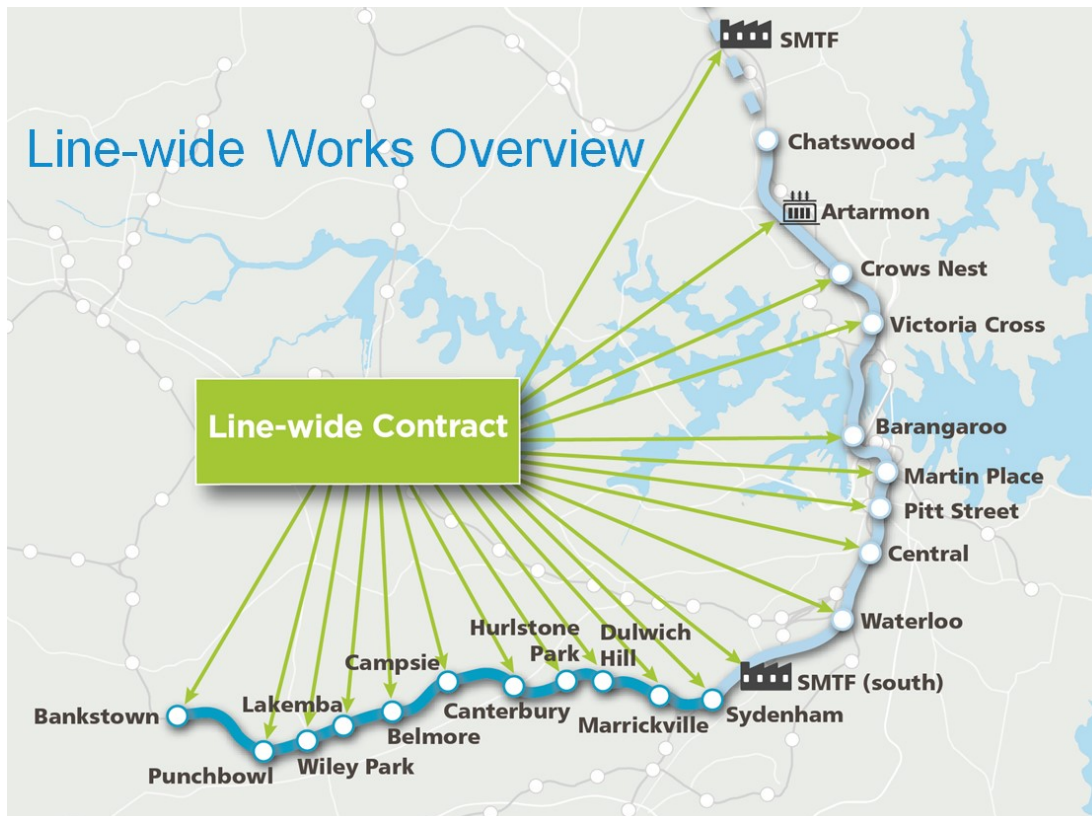 SMTF
Line-wide Works Overview
Chatswood
Artarmon
Crows Nest
Victoria Cross
Line-wide Contract
Barangaroo
Martin Place
Pitt Street
Central
Waterloo
Hurlstone
Park
Dulwich
Hill
Campsie
SMTF (south)
Lakemba
Bankstown
Canterbury
Marrickville
Sydenham
Belmore
Wiley Park
Punchbowl